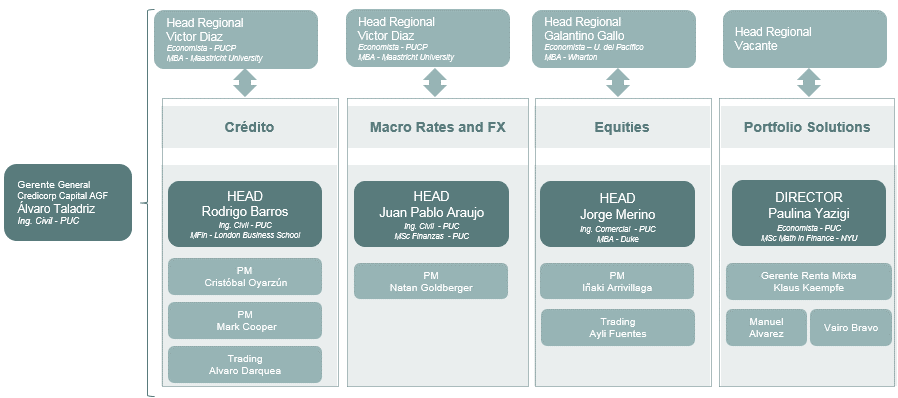 Head Regional
Victor Diaz
Economista - PUCP
MBA - Maastricht University
Head Regional
Victor Diaz
Economista - PUCP
MBA - Maastricht University
Head Regional
Galantino Gallo
Economista – U. del Pacífico
MBA - Wharton
Head Regional
Vacante
Crédito
Macro Rates and FX
Equities
Portfolio Solutions
Gerente General
Credicorp Capital AGF
Álvaro Taladriz
Ing. Civil - PUC
HEAD
Rodrigo Barros
Ing. Civil - PUC
MFin - London Business School
PM
Cristóbal Oyarzún
PM
Mark Cooper
Trading
Alvaro Darquea
HEAD
Juan Pablo Araujo
Ing. Civil - PUC
MSc Finanzas - PUC
PM
Natan Goldberger
HEAD
Jorge Merino
Ing. Comercial - PUC
MBA - Duke
PM
Iñaki Arrivillaga
Trading
Ayli Fuentes
DIRECTOR
Paulina Yazigi
Economista - PUC
MSc Math in Finance - NYU
Gerente Renta Mixta
Klaus Kaempfe
Manuel
Alvarez
Vairo Bravo